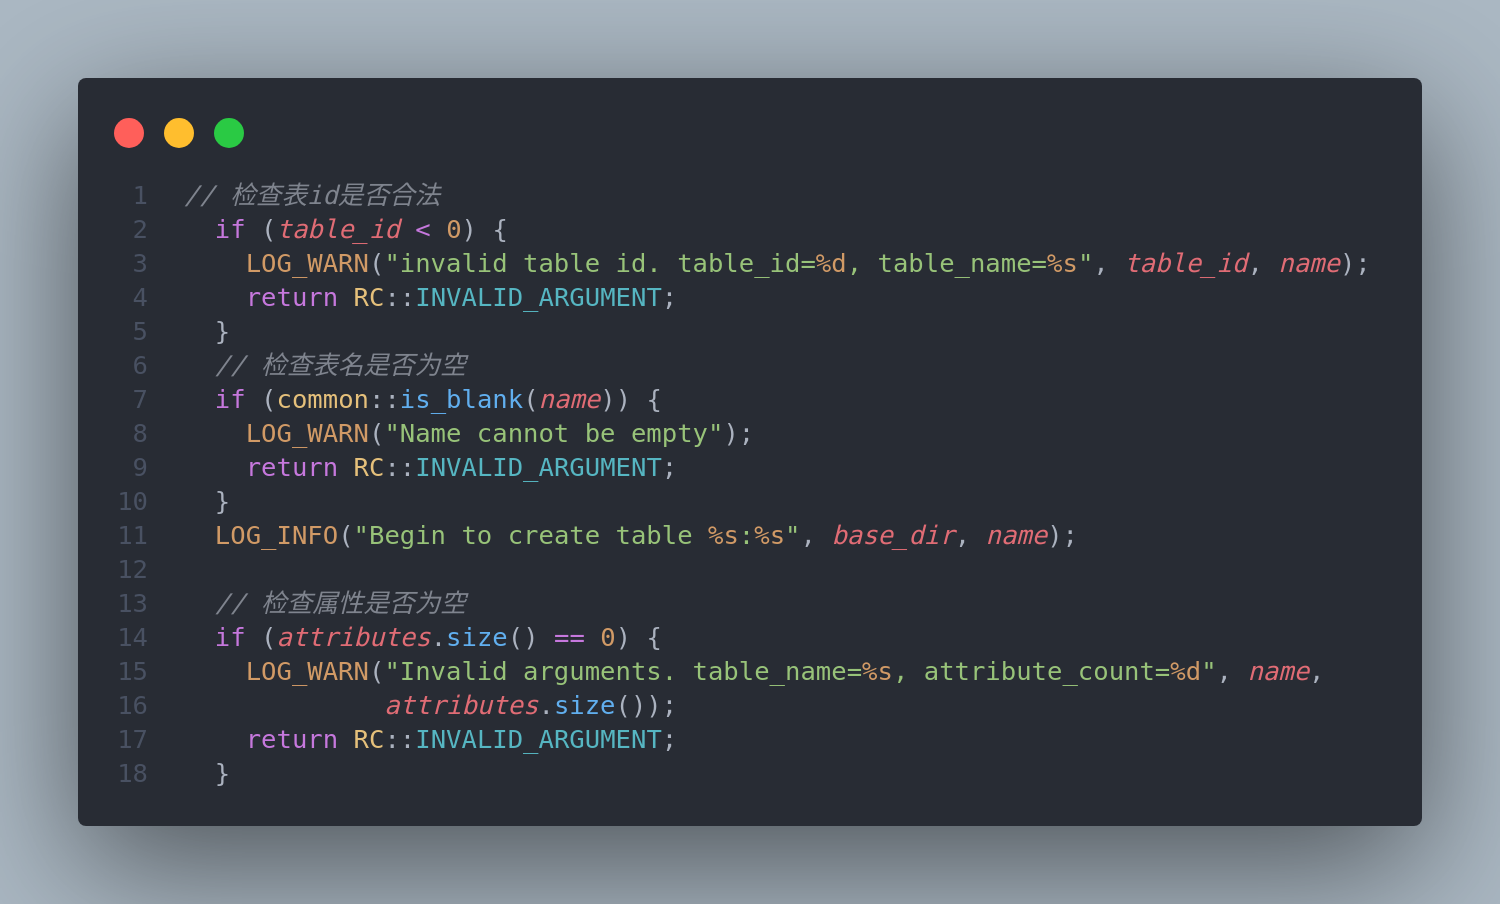 1 // 检查表id是否合法
2   if (table_id < 0) {
3     LOG_WARN("invalid table id. table_id=%d, table_name=%s", table_id, name);
4     return RC::INVALID_ARGUMENT;
5   }
6   // 检查表名是否为空
7   if (common::is_blank(name)) {
8     LOG_WARN("Name cannot be empty");
9     return RC::INVALID_ARGUMENT;
10   }
11   LOG_INFO("Begin to create table %s:%s", base_dir, name);
12
13   // 检查属性是否为空
14   if (attributes.size() == 0) {
15     LOG_WARN("Invalid arguments. table_name=%s, attribute_count=%d", name,
16              attributes.size());
17     return RC::INVALID_ARGUMENT;
18   }